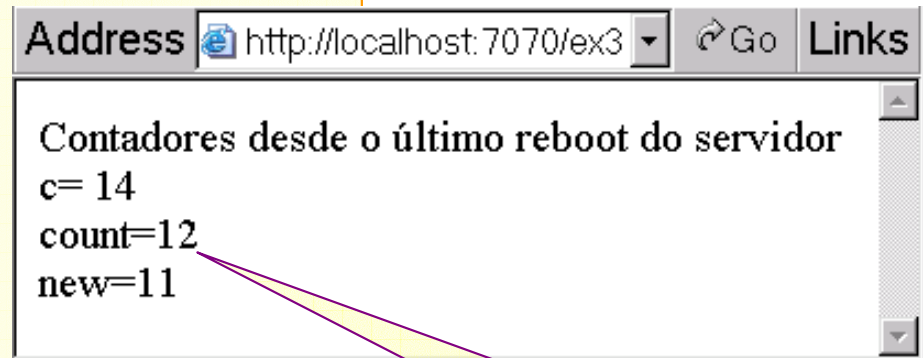 Address http://localhost:7070/ex3 Go Links
Contadores desde o último reboot do servidor
c= 14
count=12
new=11